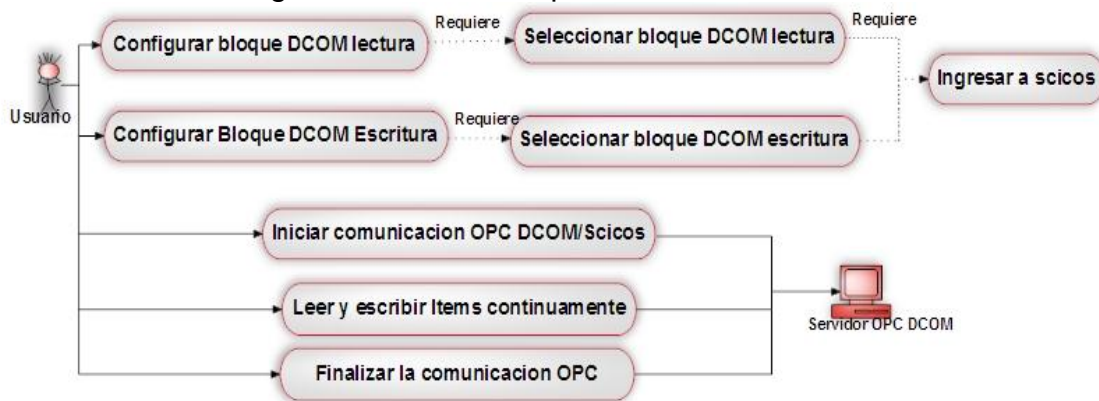 Requiere
Requiere
Configurar bloque DCOM lectura
Seleccionar bloque DCOM lectura
Ingresar a scicos
Usuario
Configurar Bloque DCOM Escritura
Requiere
Seleccionar bloque DCOM escritura
Iniciar comunicacion OPC DCOM/Scicos
Leer y escribir Items continuamente
Servidor OPC DCOM
Finalizar la comunicacion OPC